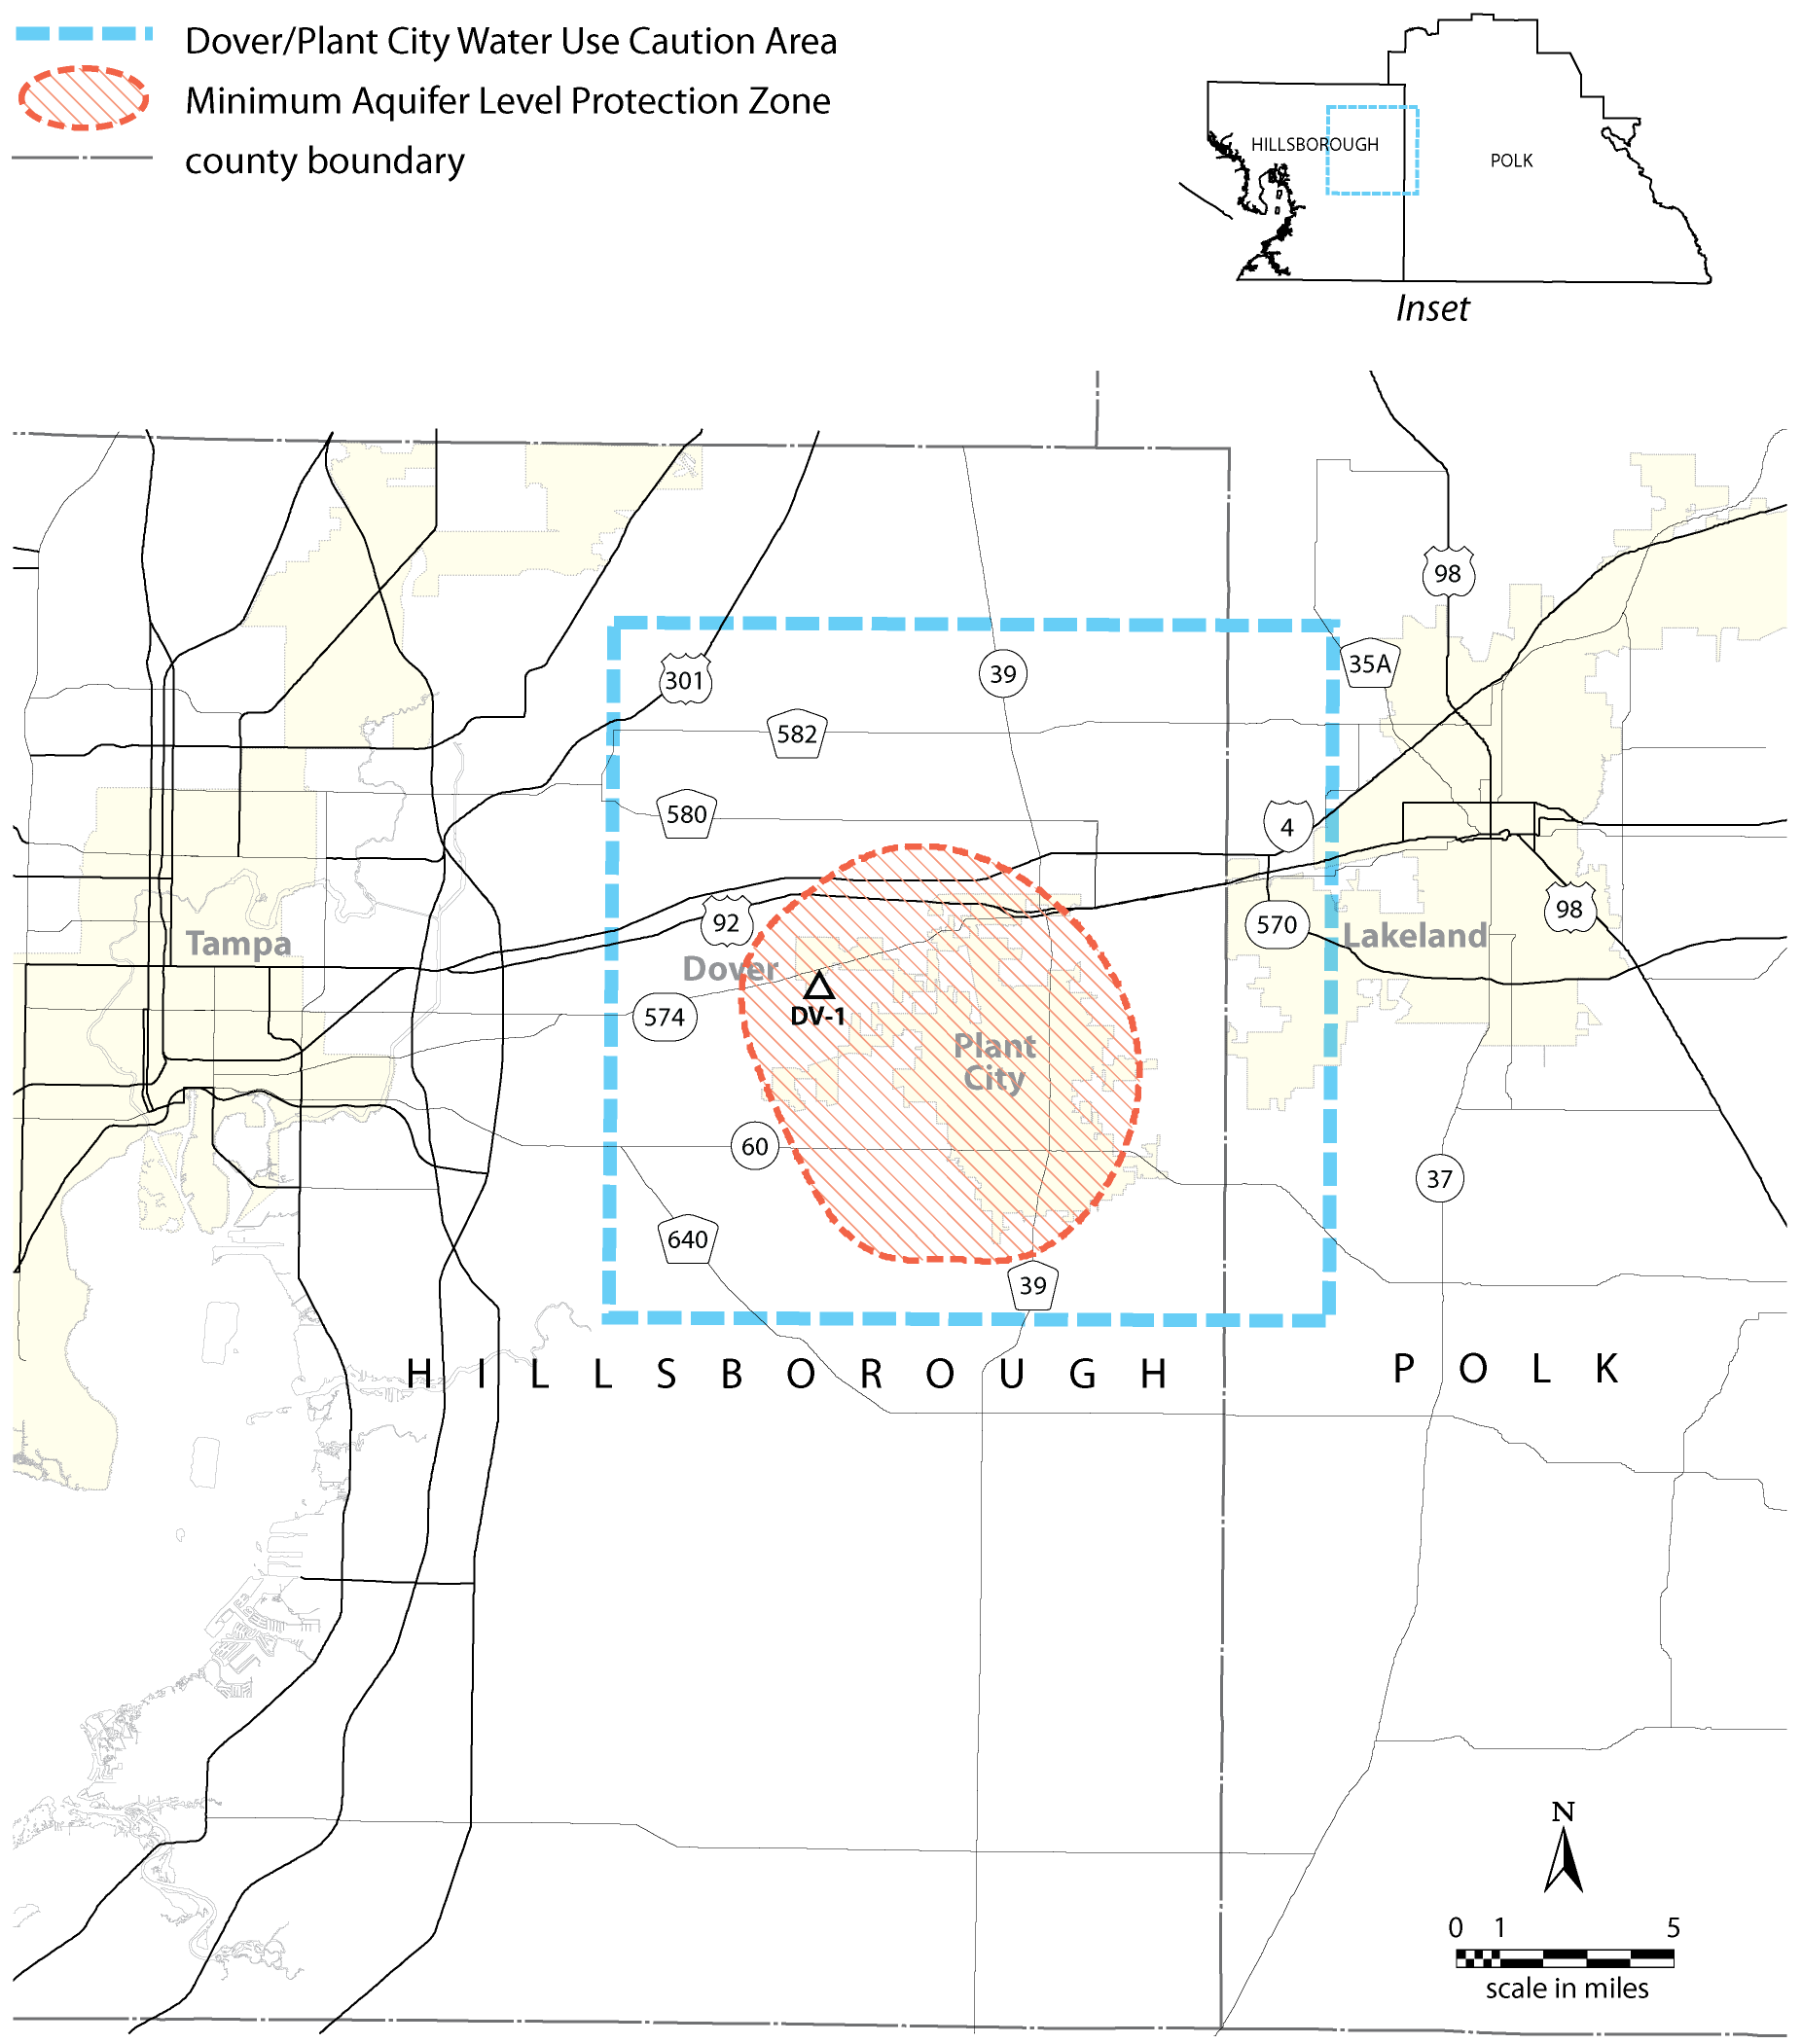 Dover/Plant City Water Use Caution Area
Minimum Aquifer Level Protection Zone
county boundary
HILLSBOROUGH
POLK
Inset
98
301
39
35A
582
580
4
92
570
98
Tampa
Lakeland
Dover
574
DV-1
Plant
City
60
37
640
39
HILLSBOROUGH
POLK
N
0 1 5
scale in miles